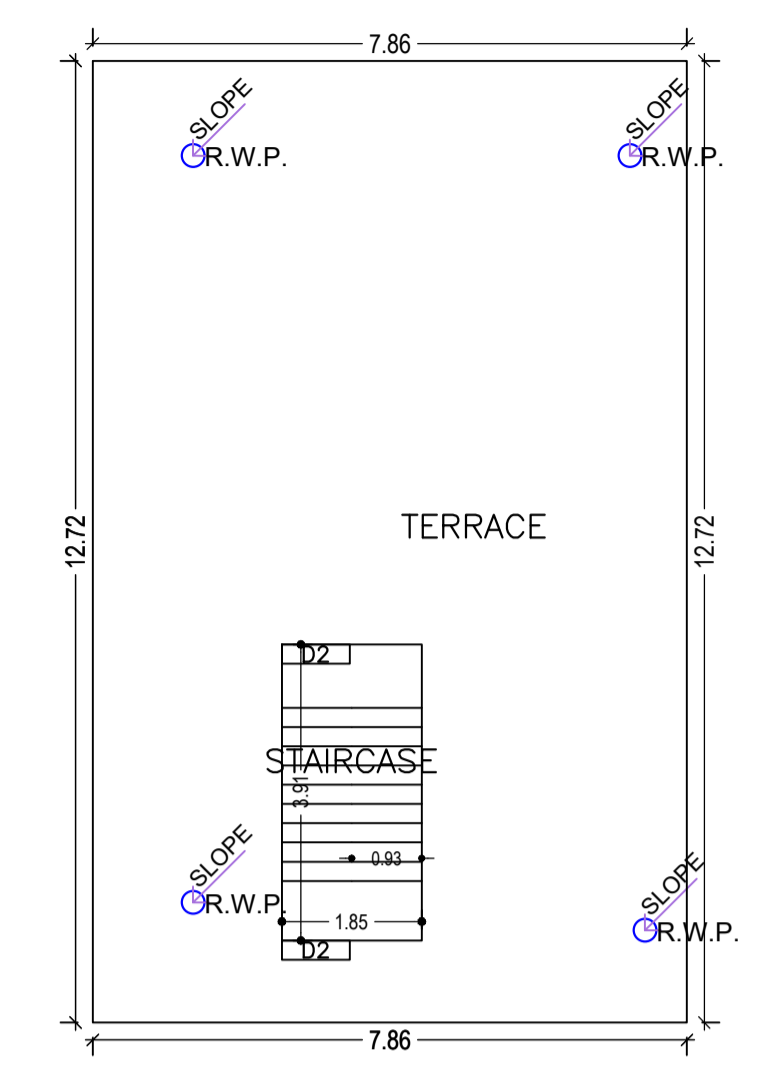 7.86
SLOPE
R.W.P.
SLOPE
R.W.P.
12.72
TERRACE
12.72
D2
STAIRCASE
3.91
0.93
SLOPE
R.W.P.
1.85
SLOPE
R.W.P.
D2
7.86